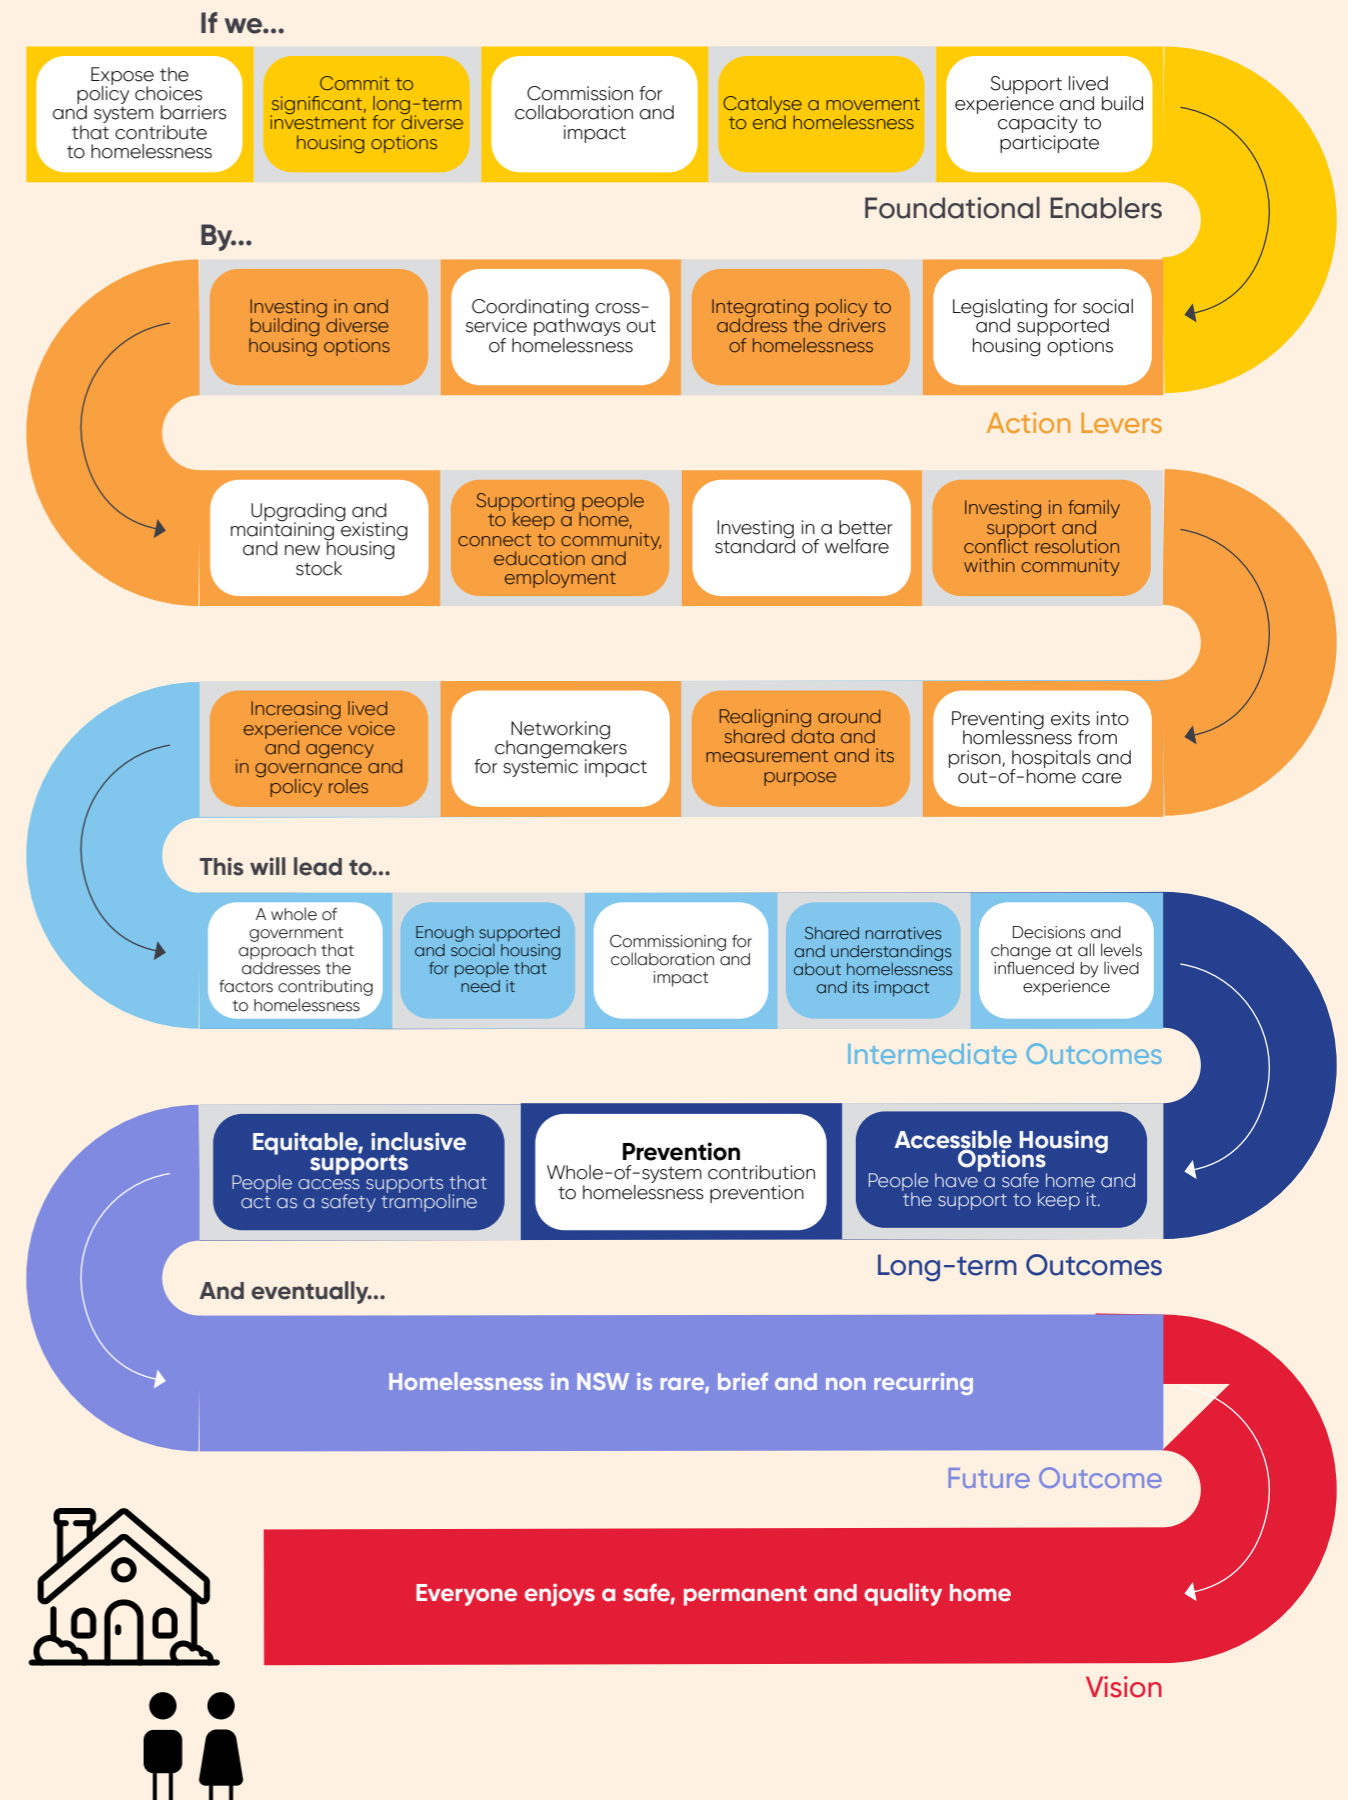 If we...
Expose the
policy choices
and system barriers
that contribute
to homelessness
Commit to
significant, long-term
investment for diverse
housing options
Commission for
collaboration and
impact
Catalyse a movement
to end homelessness
Support lived
experience and build
capacity to
participate
Foundational Enablers
By...
Investing in and
building diverse
housing options
Coordinating cross-
service pathways out
of homelessness
Integrating policy to
address the drivers
of homelessness
Legislating for social
and supported
housing options
Action Levers
Upgrading and
maintaining existing
and new housing
stock
Supporting people
to keep a home,
connect to community,
education and
employment
Investing in a better
standard of welfare
Investing in family
support and
conflict resolution
within community
Increasing lived
experience voice
and agency
in governance and
policy roles
Networking
changemakers
for systemic impact
Realigning around
shared data and
measurement and its
purpose
Preventing exits into
homlessness from
prison, hospitals and
out-of-home care
This will lead to...
A whole of
government
approach that
addresses the
factors contributing
to homelessness
Enough supported
and social housing
for people that
need it
Commissioning for
collaboration and
impact
Shared narratives
and understandings
about homelessness
and its impact
Decisions and
change at all levels
influenced by lived
experience
Intermediate Outcomes
Equitable, inclusive
supports
People access supports that
act as a safety trampoline
Prevention
Whole-of-system contribution
to homelessness prevention
Accessible Housing
Options
People have a safe home and
the support to keep it.
Long-term Outcomes
And eventually...
Homelessness in NSW is rare, brief and non recurring
Future Outcome
Everyone enjoys a safe, permanent and quality home
Vision